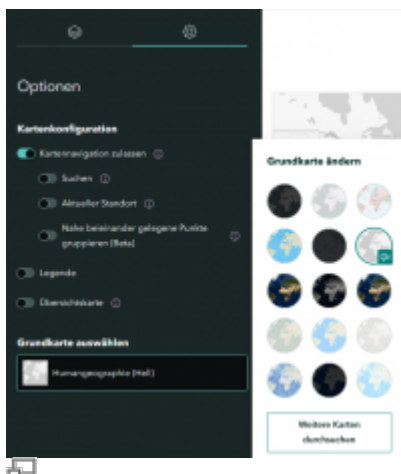 Optionen
Kartenkonfiguration
Kartennavigation zulassen
Suchen
Aktueller Standort
Nahe beieinander gelegene Punkte
gruppieren (Beta)
Legende
Übersichtskarte
Grundkarte auswählen
Humangeographie (Hell)
Grundkarte ändern
Weitere Karten
durchsuchen